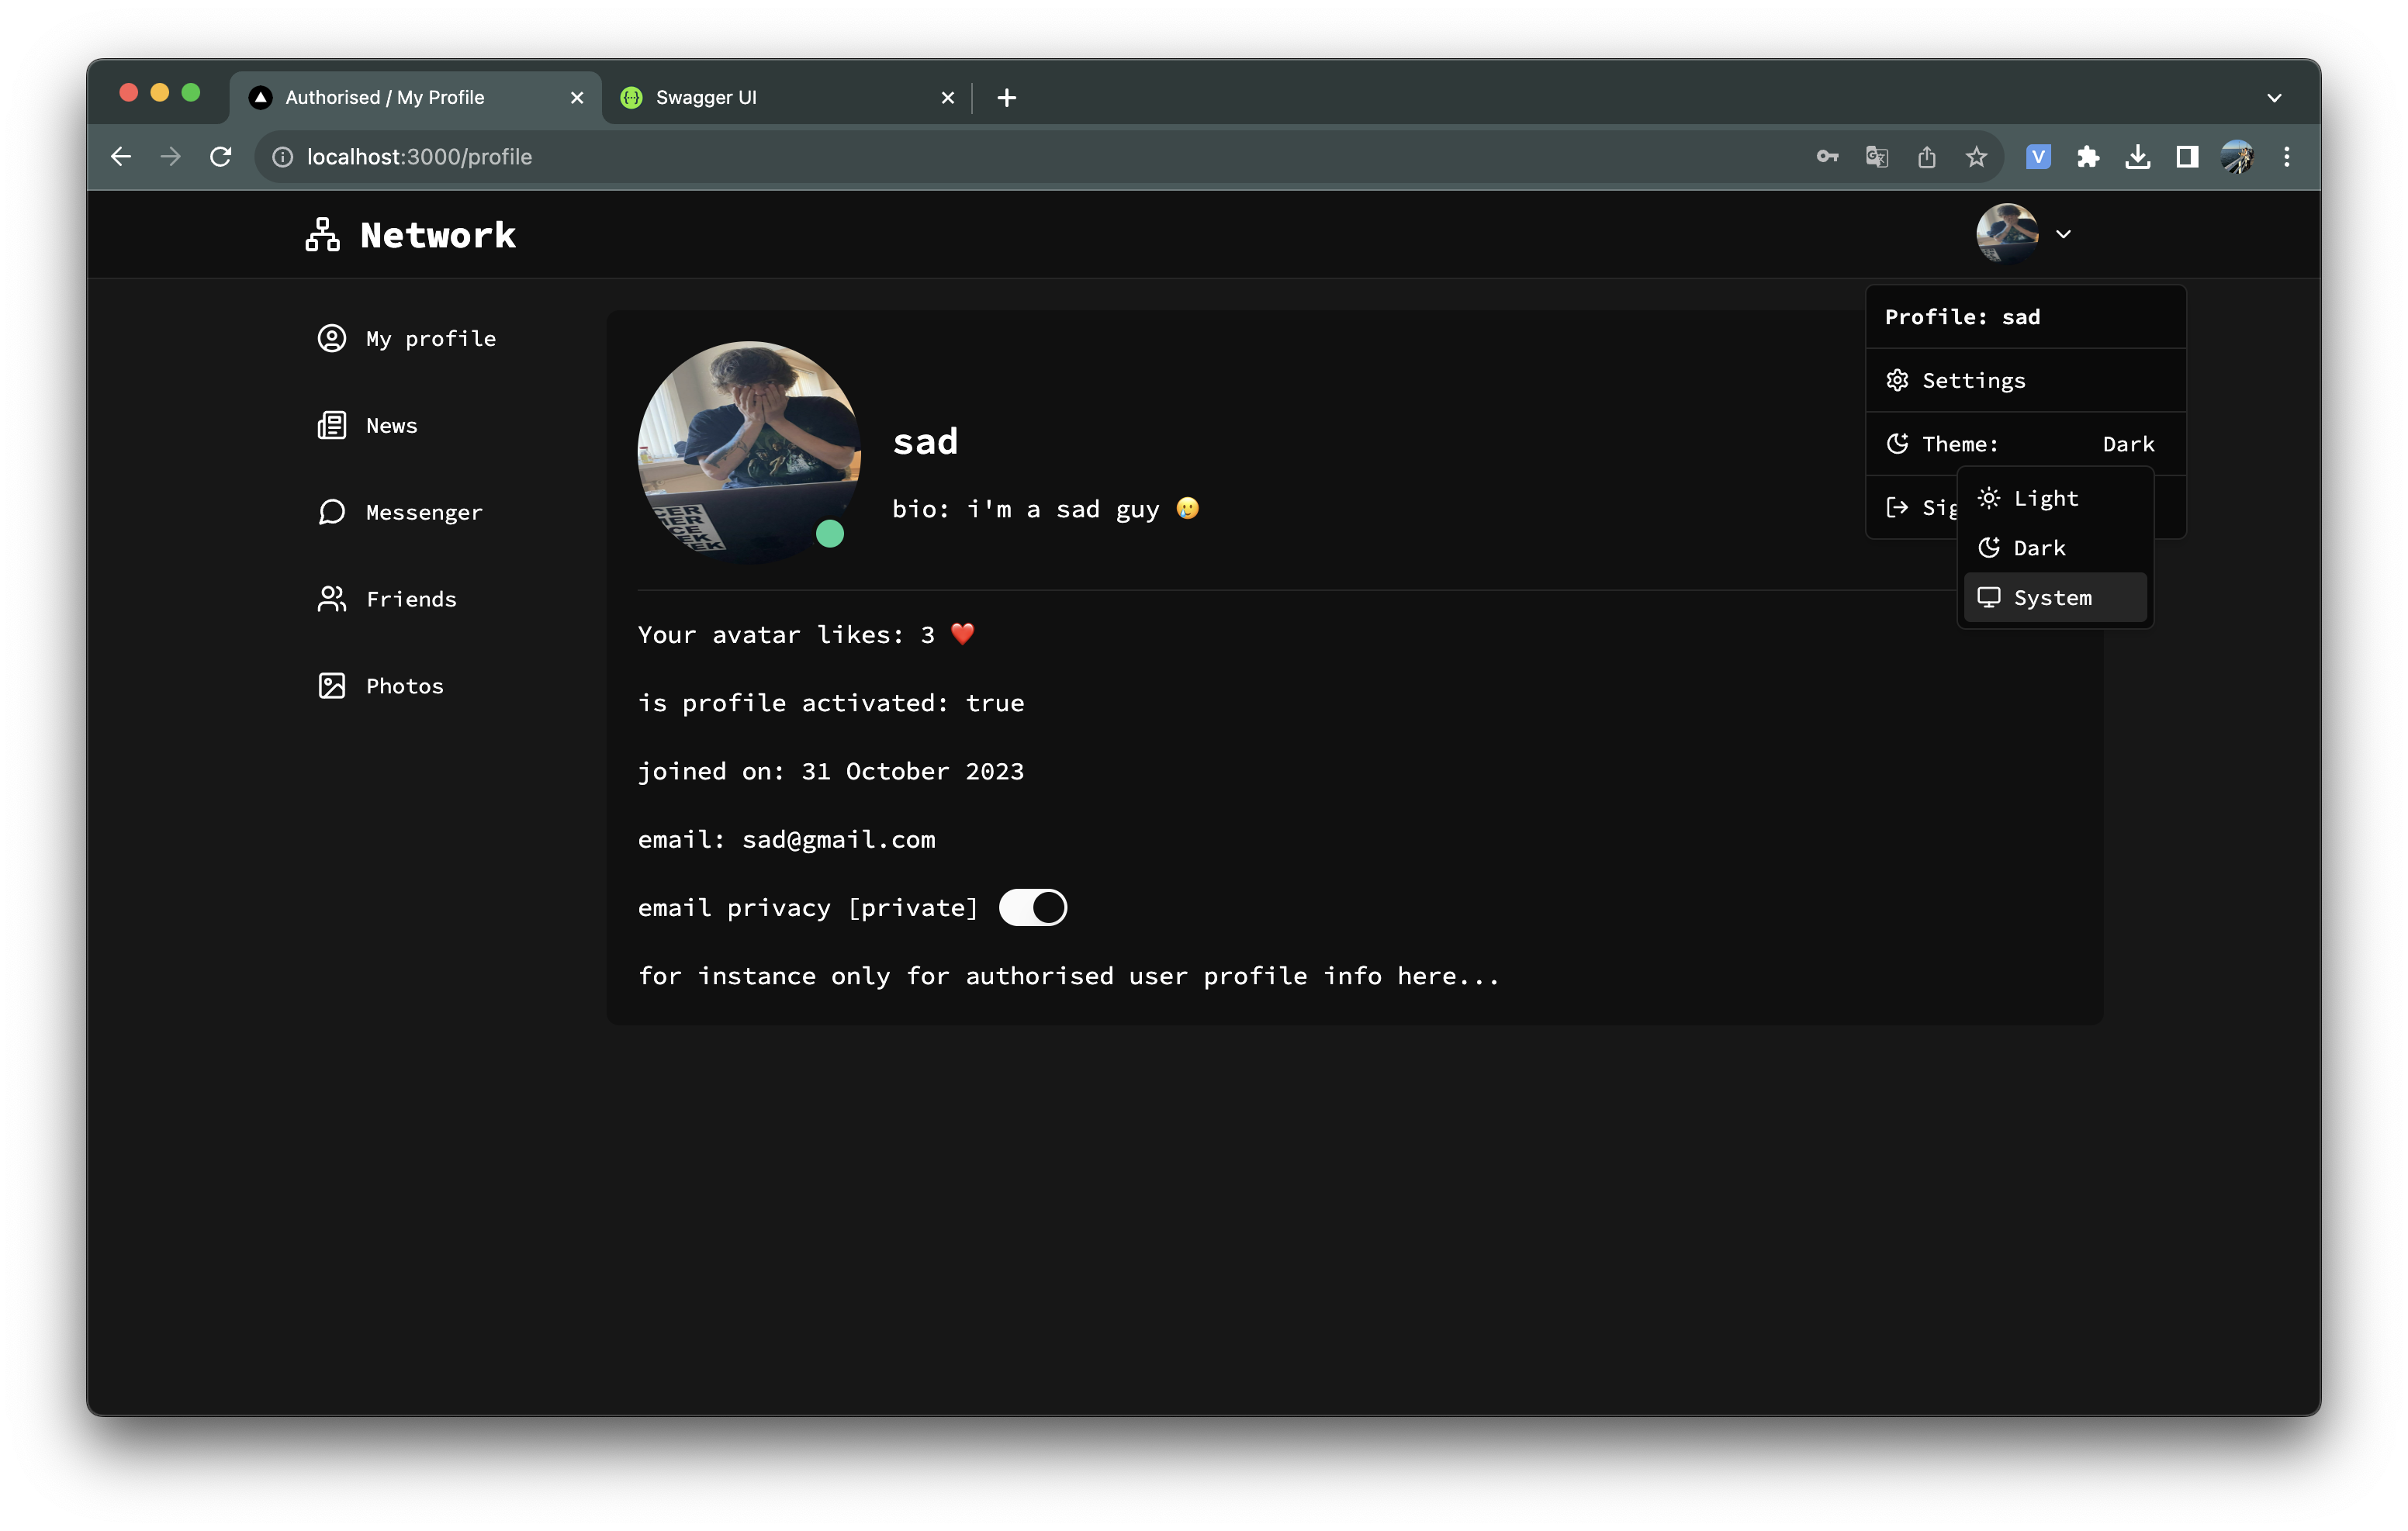 Authorised / My Profile
Swagger UI
localhost:3000/profile
V
Network
Profile: sad
My profile
Settings
News
Theme: Dark
sad
Light
Sig
bio: i'm a sad guy 🥲
Messenger
Dark
System
Friends
Your avatar likes: 3 ❤️
Photos
is profile activated: true
joined on: 31 October 2023
email: sad@gmail.com
email privacy [private]
for instance only for authorised user profile info here...